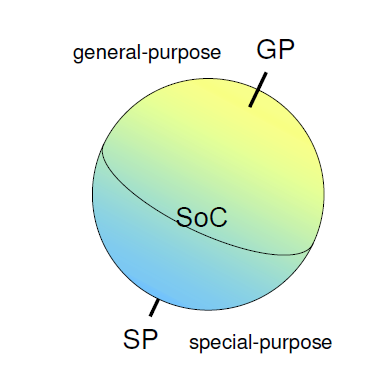 general-purpose GP
SoC
SP special-purpose